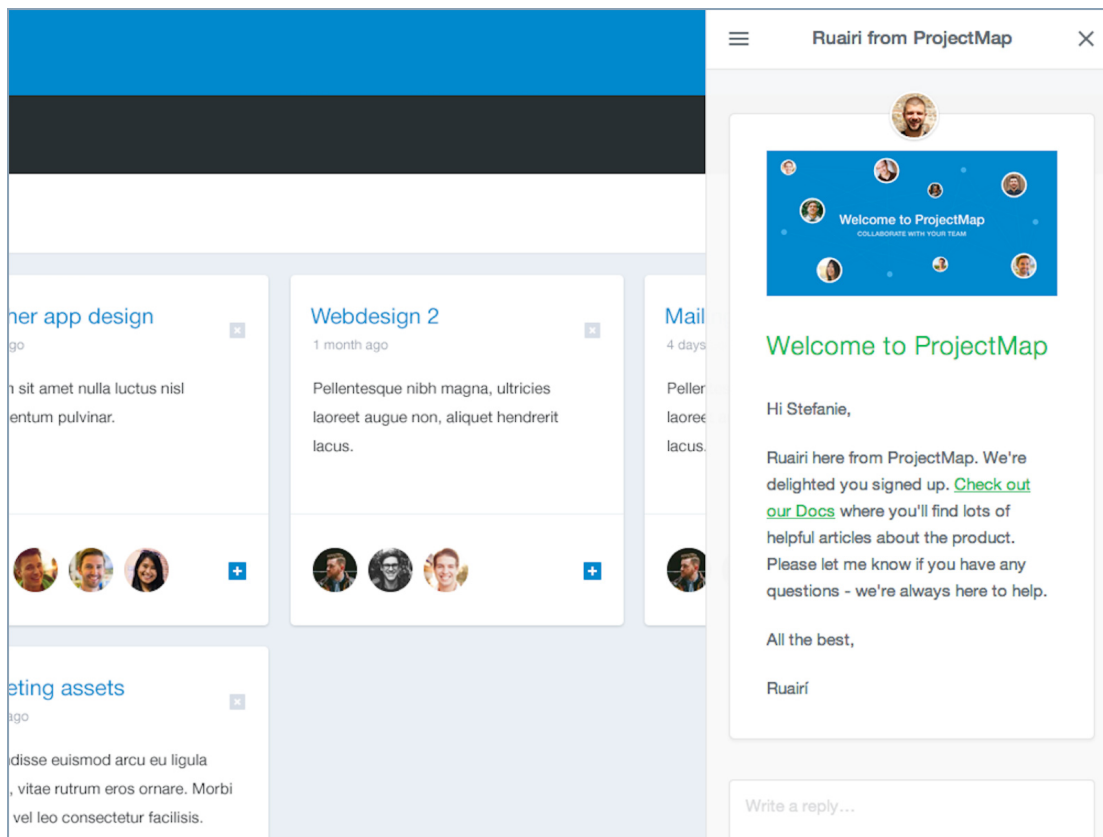 Ruairi from ProjectMap
Welcome to ProjectMap
COLLABORATE WITH YOUR TEAM
Welcome to ProjectMap
Hi Stefanie,
Ruairi here from ProjectMap. We're
delighted you signed up. Check out
our Docs where you'll find lots of
helpful articles about the product.
Please let me know if you have any
questions - we're always here to help.
All the best,
Ruairí
Write a reply...
app design
go
sit amet nulla luctus nisl
entum pulvinar.
Webdesign 2
1 month ago
Pellentesque nibh magna, ultricies
laoreet augue non, aliquet hendrerit
lacus.
Mail
4 days
Peller
laoree
lacus.
eting assets
ago
disse euismod arcu eu ligula
, vitae rutrum eros ornare. Morbi
vel leo consectetur facilisis.